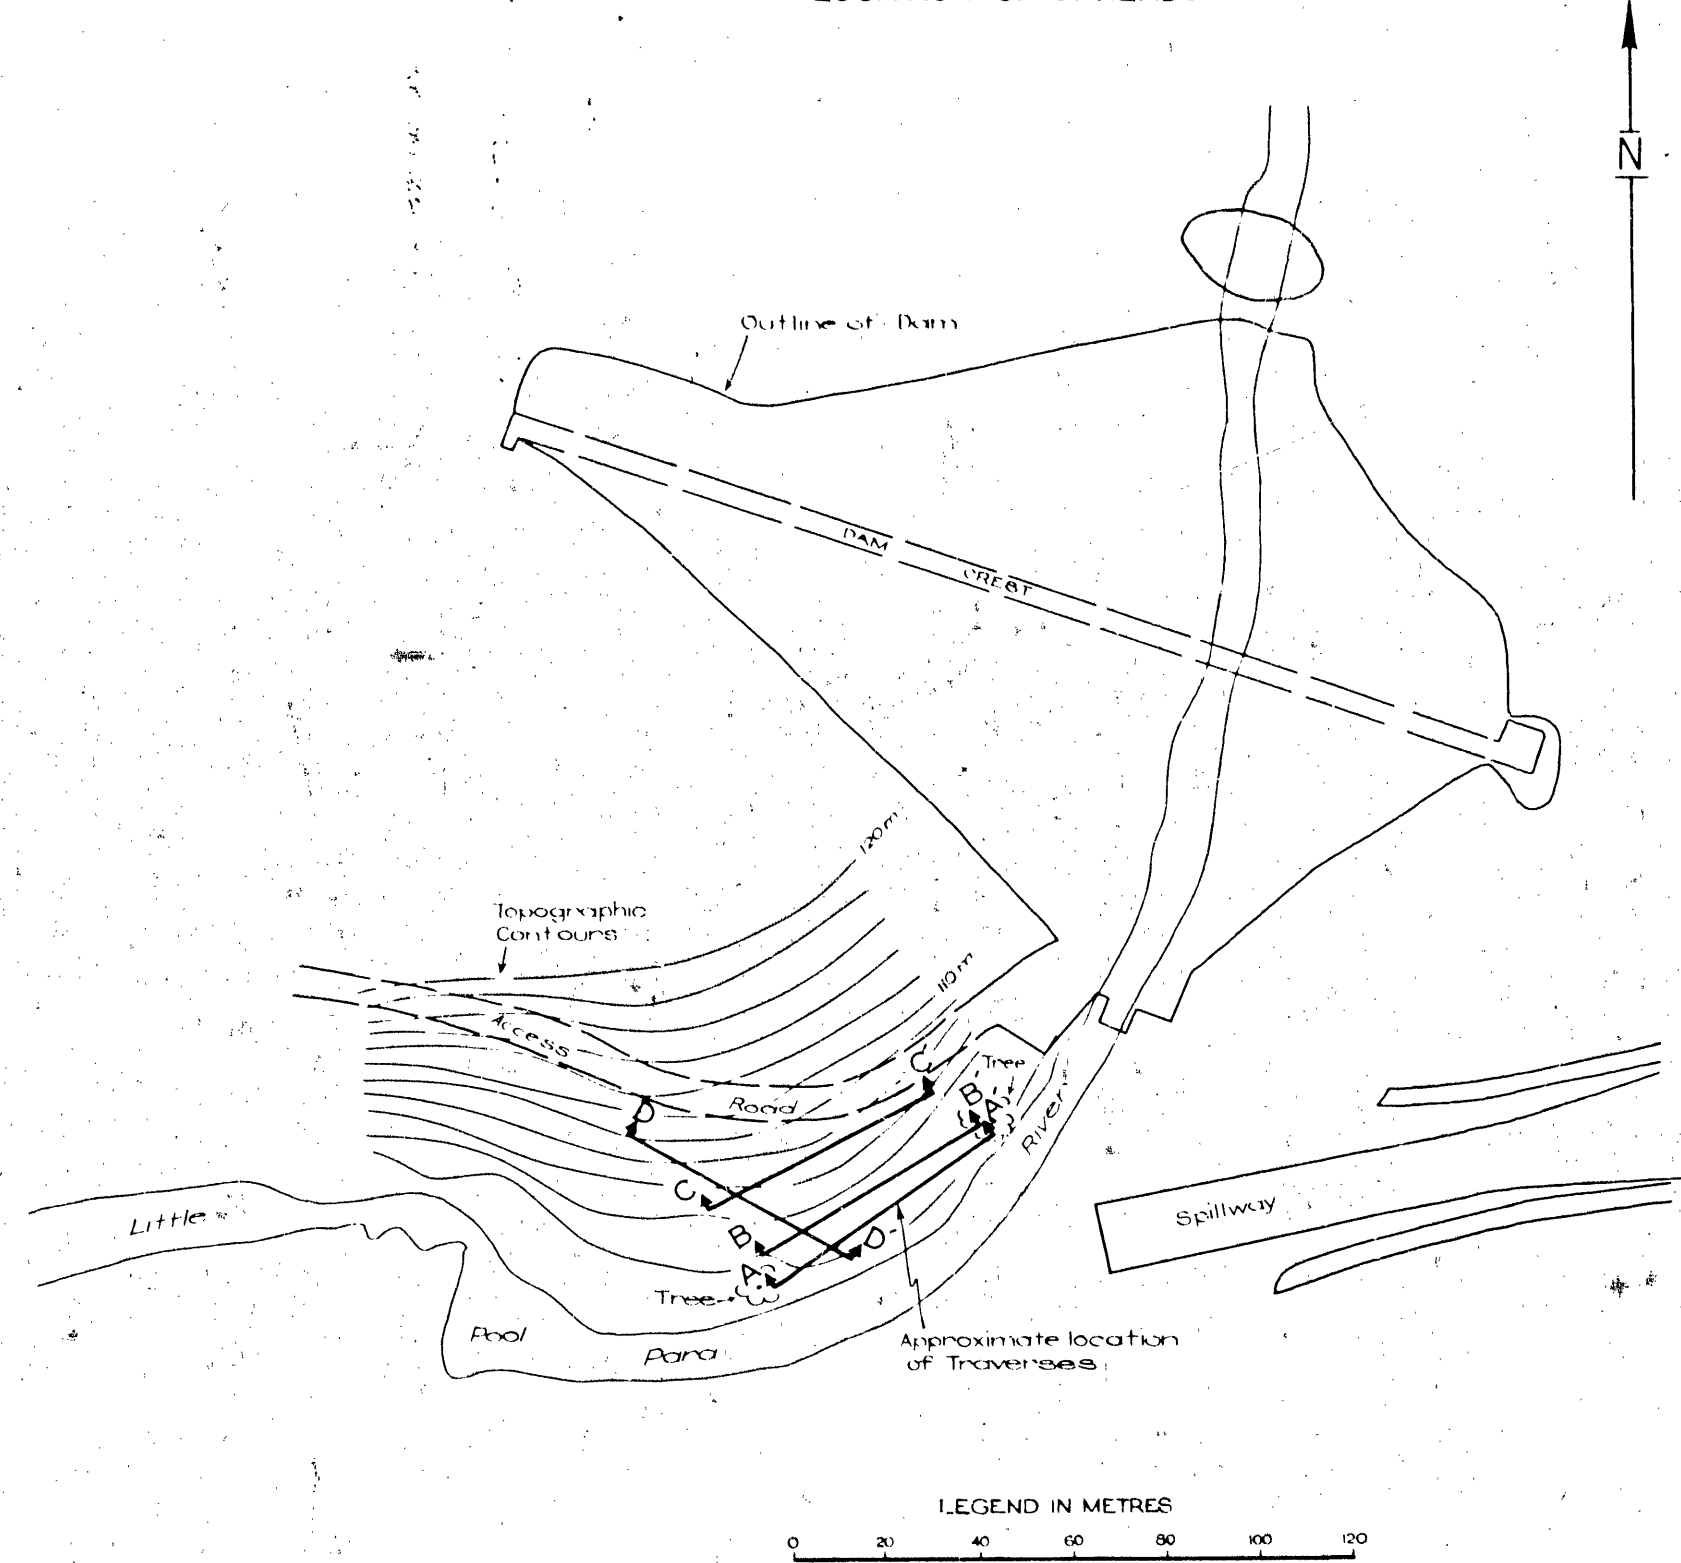 N
Outline of Dam
DAM CREST
120m
Topographic
Contours
110m
Access
Road
C'
Tree
B'
A'
D
River
C
Little
Spillway
B
D'
A
Tree
Pool
Para
Approximate location
of Traverses
LEGEND IN METRES
0 20 40 60 80 100 120